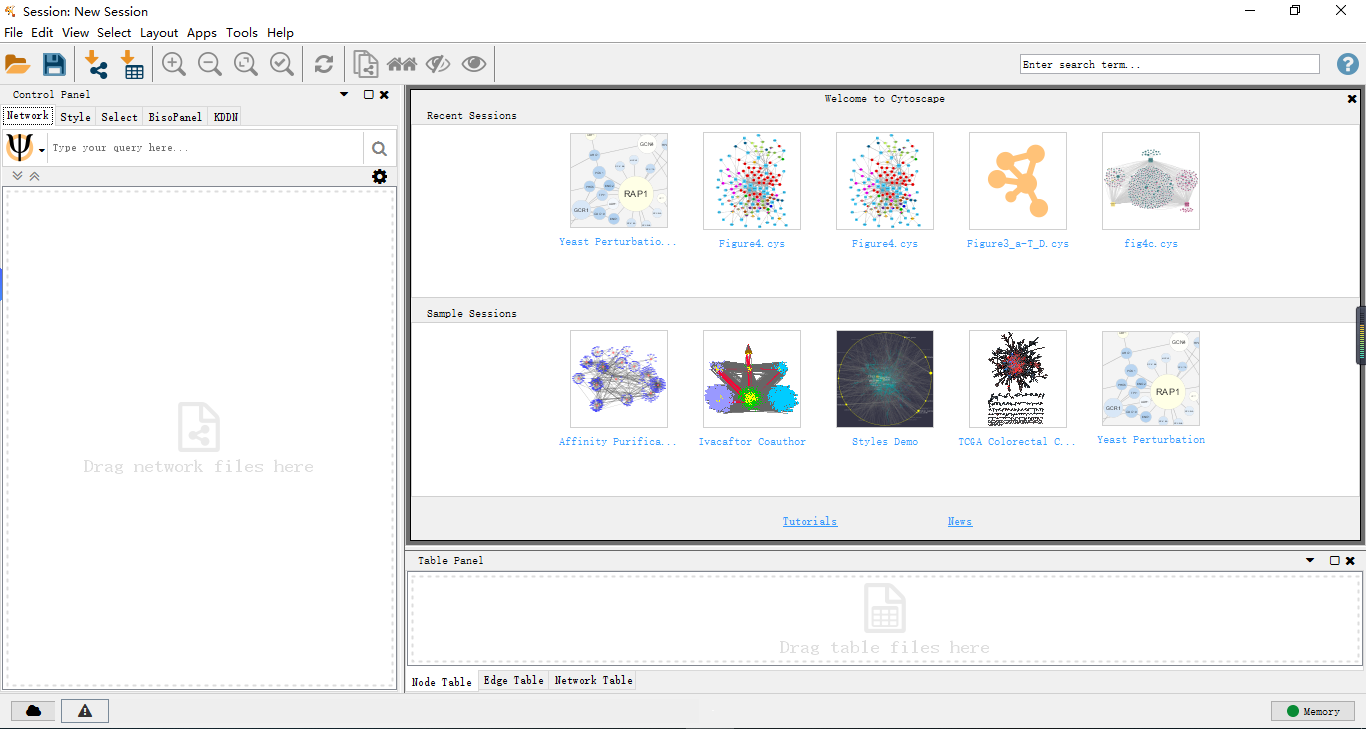 Session: New Session
File Edit View Select Layout Apps Tools Help
Enter search term...
Control Panel
Network Style Select BisoPanel KDDN
Type your query here...
Drag network files here
Welcome to Cytoscape
Recent Sessions
RAP1
GCN4
GCR1
Yeast Perturbatio... Figure4.cys Figure4.cys Figure3_a-T_D.cys fig4c.cys
Sample Sessions
GCN4
RAP1
GCR1
Affinity Purifica... Ivacaftor Coauthor Styles Demo TCGA Colorectal C... Yeast Perturbation
Tutorials News
Table Panel
Drag table files here
Node Table Edge Table Network Table
Memory